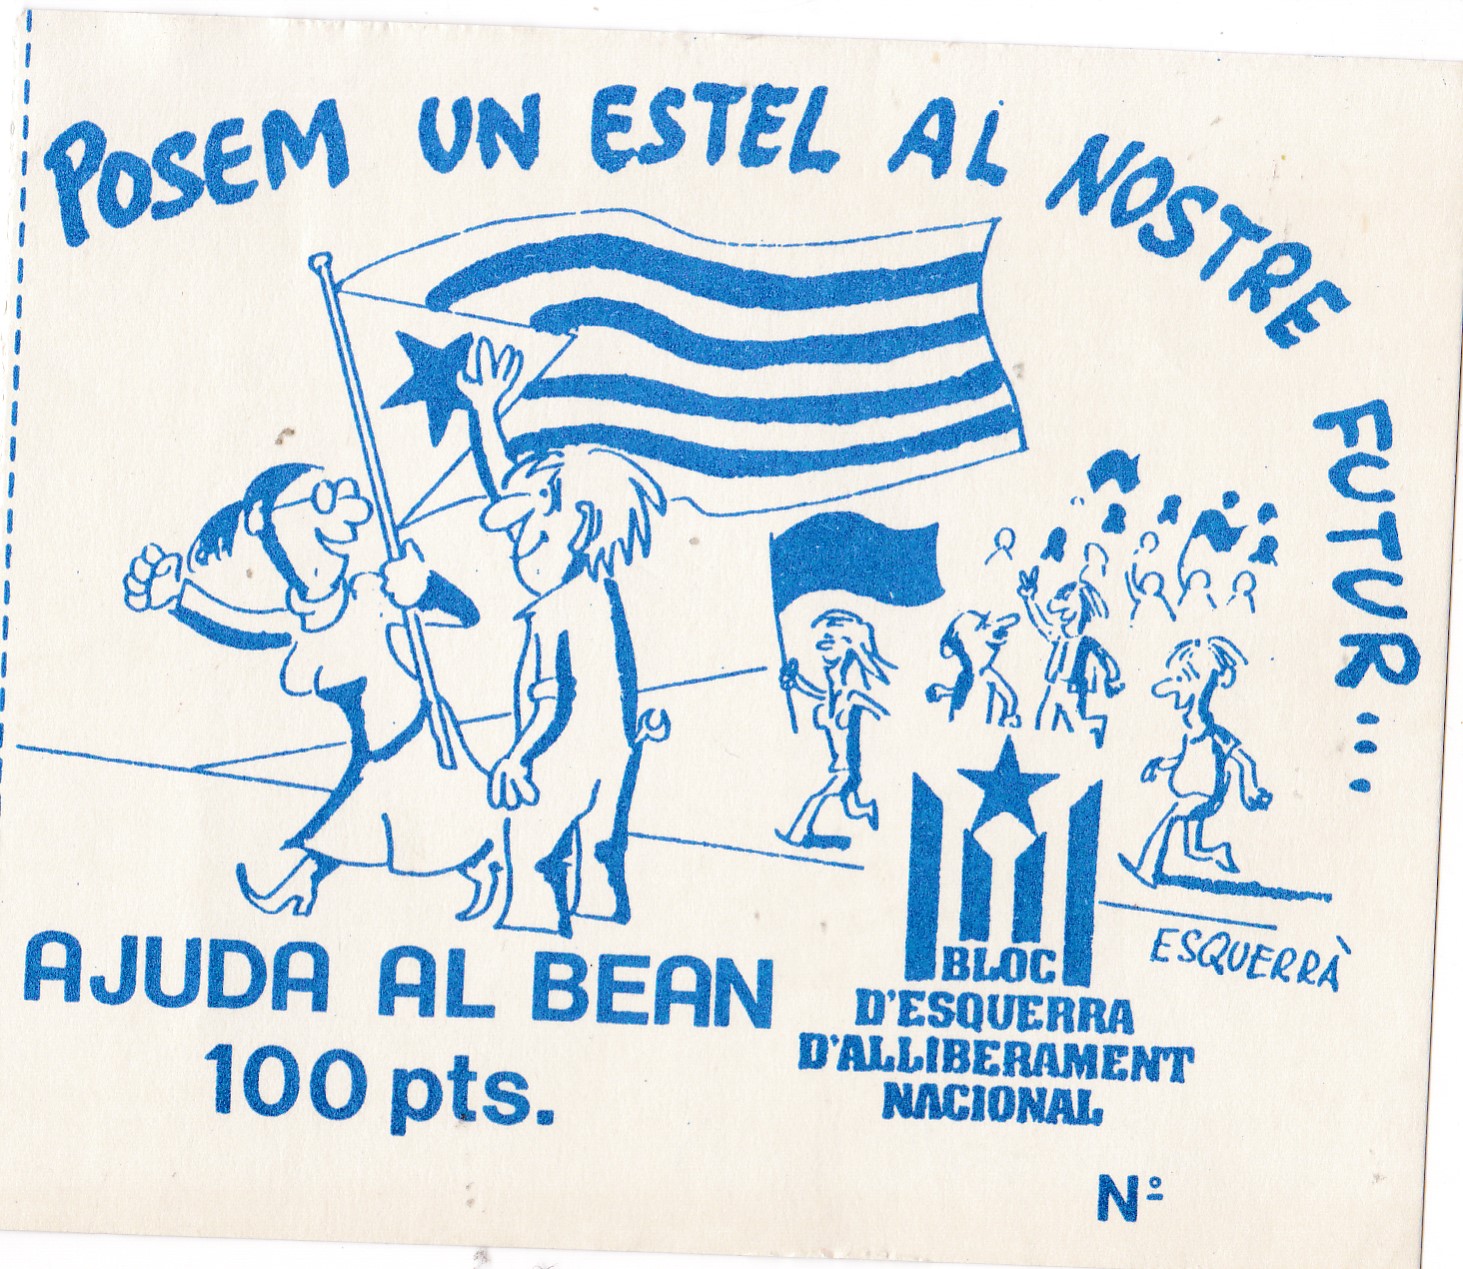 POSEM UN ESTEL AL NOSTRE FUTUR...
ESQUERRÀ
AJUDA AL BEAN
100 pts.
BLOC
D'ESQUERRA
D'ALLIBERAMENT
NACIONAL
Nº